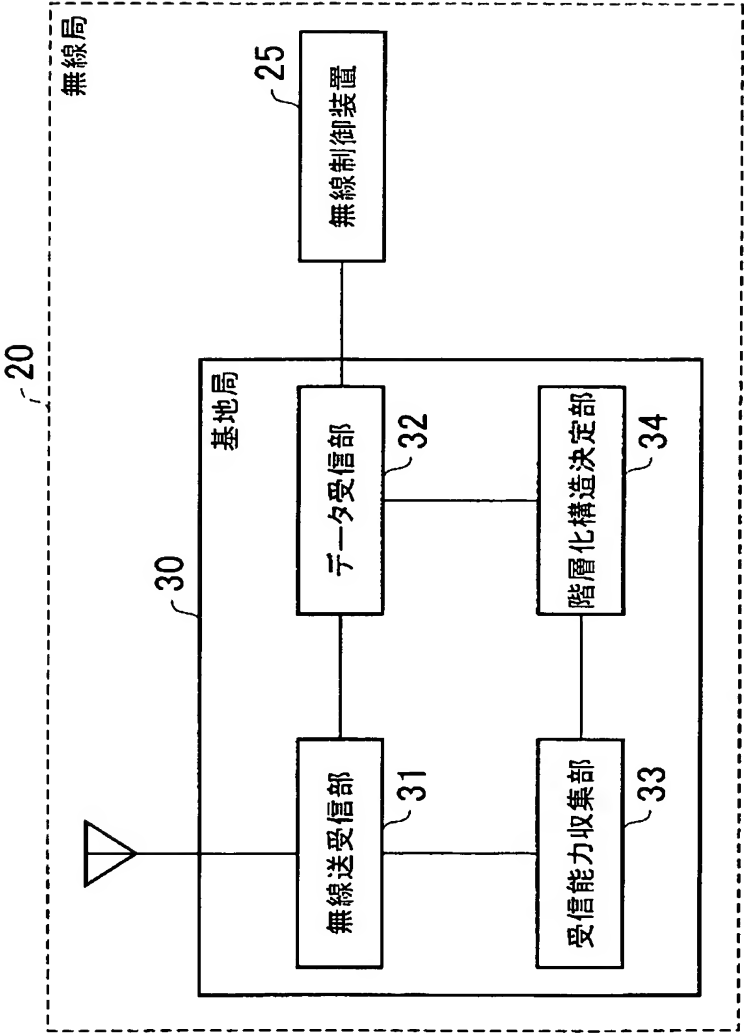 20
無線局
30
基地局
無線送受信部
31
データ受信部
32
無線制御装置
25
受信能力収集部
33
階層化構造決定部
34